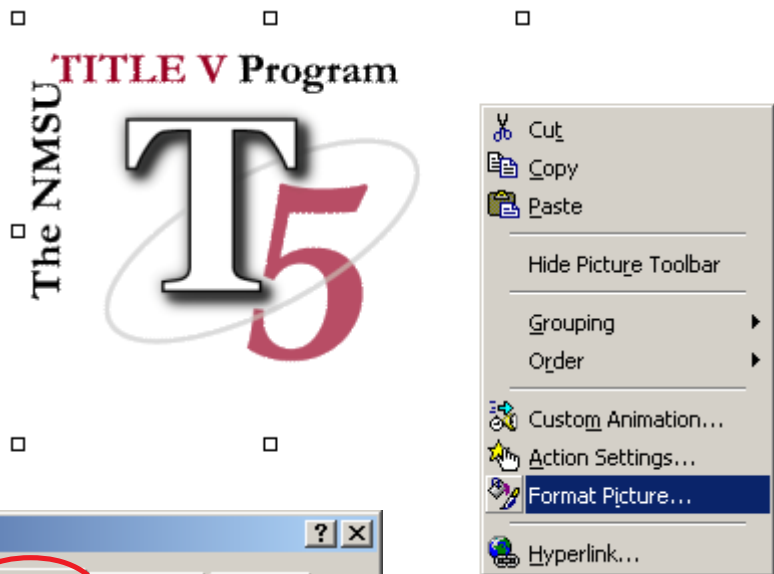 TITLE V Program
The NMSU
T5
Cut
Copy
Paste
Hide Picture Toolbar
Grouping
Order
Custom Animation...
Action Settings...
Format Picture...
Hyperlink...
?